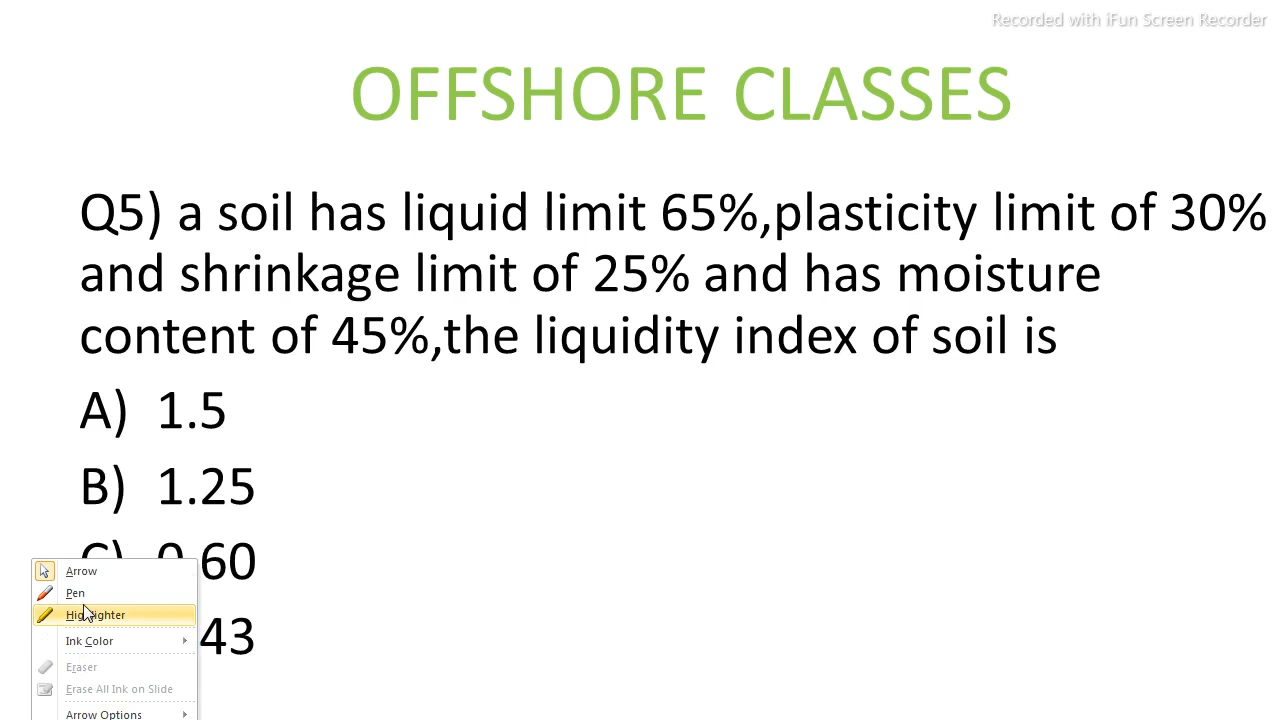 Recorded with iFun Screen Recorder
OFFSHORE CLASSES
Q5) a soil has liquid limit 65%,plasticity limit of 30%
and shrinkage limit of 25% and has moisture
content of 45%,the liquidity index of soil is
A) 1.5
B) 1.25
C) 0.60
43
Arrow
Pen
Highlighter
Ink Color
Eraser
Erase All Ink on Slide
Arrow Options